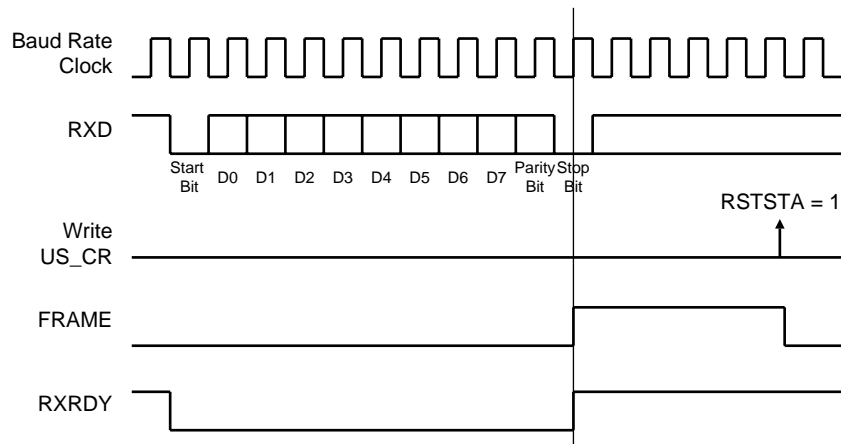 Baud Rate
Clock
RXD
Start
Bit
D0
D1
D2
D3
D4
D5
D6
D7
Parity
Bit
Stop
Bit
RSTSTA = 1
Write
US_CR
FRAME
RXRDY